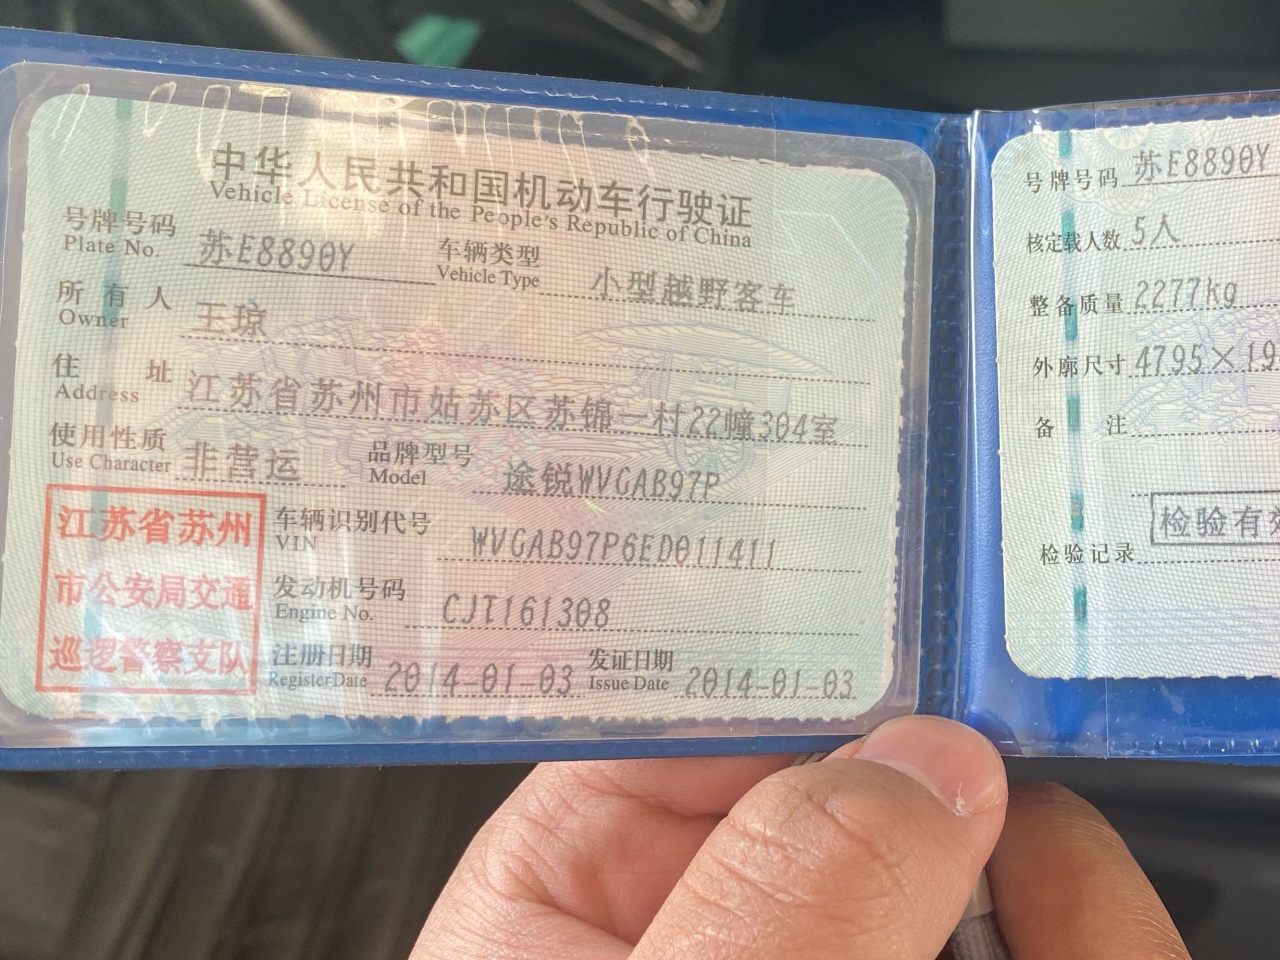 中华人民共和国机动车行驶证
Vehicle License of the People's Republic of China
号牌号码 苏E8890Y 车辆类型 小型越野客车
Plate No. Vehicle Type
所有人 王琼
Owner
住址 江苏省苏州市姑苏区苏锦一村22幢304室
Address
使用性质 非营运 品牌型号 途锐WVGAB97P
Use Character Model
江苏省苏州
市公安局交通
巡逻警察支队
车辆识别代号 WVGAB97P6ED011411
VIN
发动机号码 CJT161308
Engine No.
注册日期 2014-01-03 发证日期 2014-01-03
Register Date Issue Date
号牌号码 苏E8890Y
核定载人数 5人
整备质量 2277kg
外廓尺寸 4795×19
备注
检验有效
检验记录